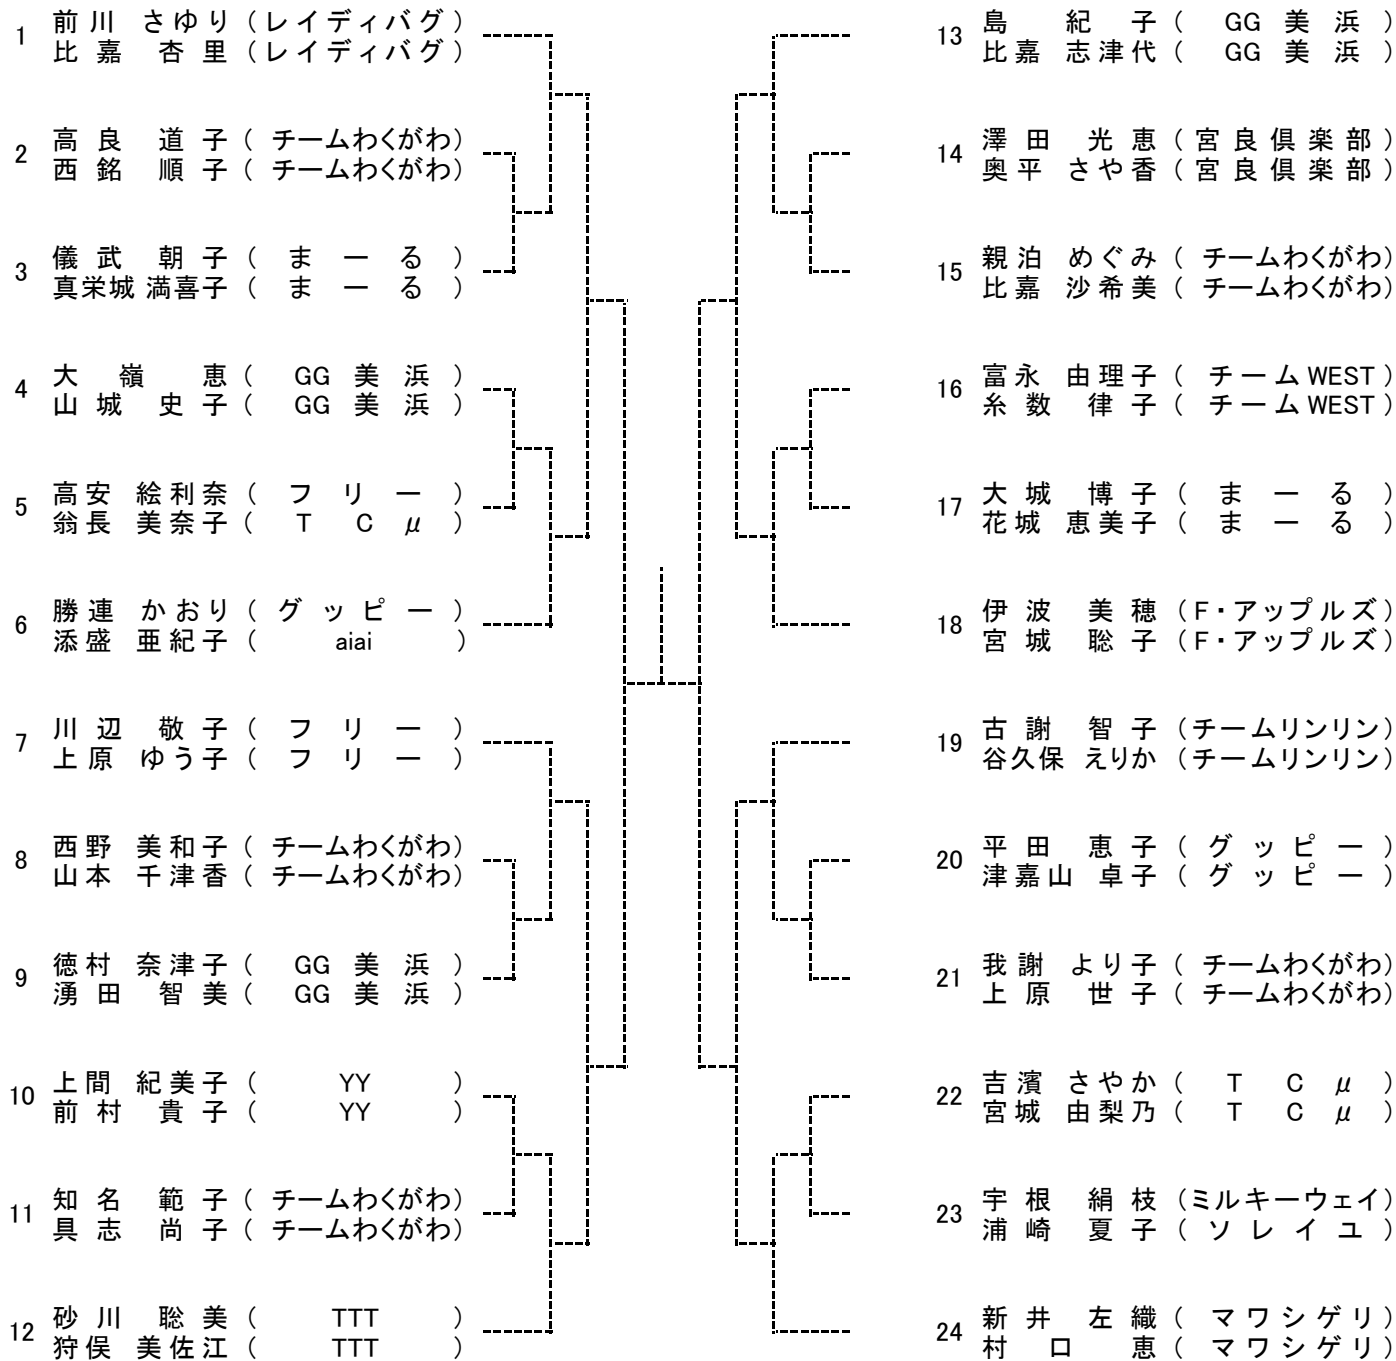 1 前川 さゆり (レイディバグ)
比嘉 杏里 (レイディバグ)
2 高良 道子 (チームわくがわ)
西銘 順子 (チームわくがわ)
3 儀武 朝子 (まーる)
真栄城 満喜子 (まーる)
4 大嶺 恵 (GG 美浜)
山城 史子 (GG 美浜)
5 高安 絵利奈 (フリー)
翁長 美奈子 (TCμ)
6 勝連 かおり (グッピー)
添盛 亜紀子 (aiai)
7 川辺 敬子 (フリー)
上原 ゆう子 (フリー)
8 西野 美和子 (チームわくがわ)
山本 千津香 (チームわくがわ)
9 徳村 奈津子 (GG 美浜)
湧田 智美 (GG 美浜)
10 上間 紀美子 (YY)
前村 貴子 (YY)
11 知名 範子 (チームわくがわ)
具志 尚子 (チームわくがわ)
12 砂川 聡美 (TTT)
狩俣 美佐江 (TTT)
13 島 紀子 (GG 美浜)
比嘉 志津代 (GG 美浜)
14 澤田 光恵 (宮良倶楽部)
奥平 さや香 (宮良倶楽部)
15 親泊 めぐみ (チームわくがわ)
比嘉 沙希美 (チームわくがわ)
16 富永 由理子 (チームWEST)
糸数 律子 (チームWEST)
17 大城 博子 (まーる)
花城 恵美子 (まーる)
18 伊波 美穂 (F・アップルズ)
宮城 聡子 (F・アップルズ)
19 古謝 智子 (チームリンリン)
谷久保 えりか (チームリンリン)
20 平田 恵子 (グッピー)
津嘉山 卓子 (グッピー)
21 我謝 より子 (チームわくがわ)
上原 世子 (チームわくがわ)
22 吉濱 さやか (TCμ)
宮城 由梨乃 (TCμ)
23 宇根 絹枝 (ミルキーウェイ)
浦崎 夏子 (ソレイユ)
24 新井 左織 (マワシゲリ)
村口 恵 (マワシゲリ)